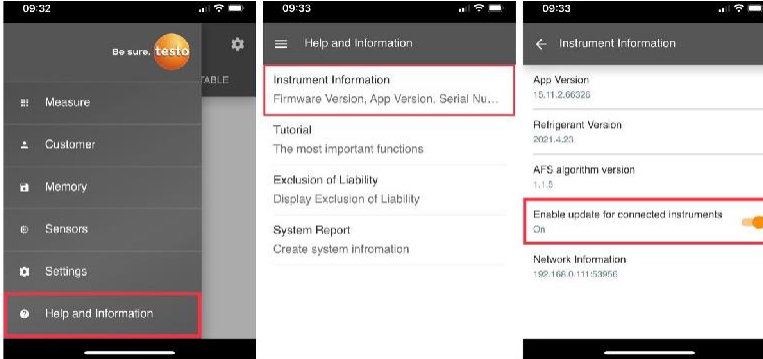 09:32
Be sure. testo
TABLE
Measure
Customer
Memory
Sensors
Settings
Help and Information
09:33
Help and Information
Instrument Information
Firmware Version, App Version, Serial Nu...
Tutorial
The most important functions
Exclusion of Liability
Display Exclusion of Liability
System Report
Create system infromation
09:33
Instrument Information
App Version
15.11.2.66326
Refrigerant Version
2021.4.23
AFS algorithm version
1.1.5
Enable update for connected instruments
On
Network Information
192.168.0.111:53956